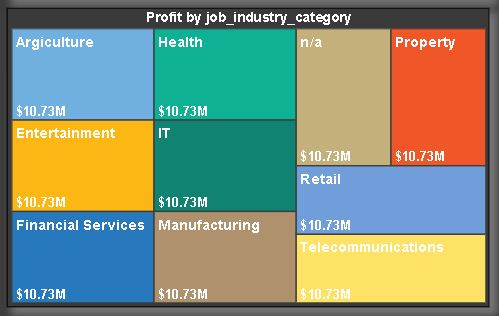 Profit by job_industry_category
Argiculture
$10.73M
Health
$10.73M
n/a
$10.73M
Property
$10.73M
Entertainment
$10.73M
IT
$10.73M
Retail
$10.73M
Financial Services
$10.73M
Manufacturing
$10.73M
Telecommunications
$10.73M